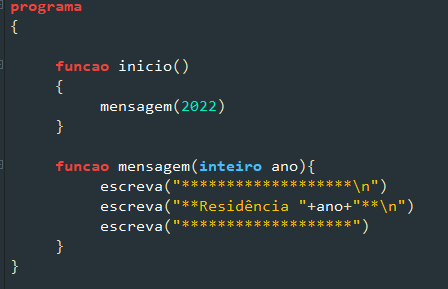 programa
{
funcao inicio()
{
mensagem(2022)
}
funcao mensagem(inteiro ano){
escreva("*******************\n")
escreva("**Residência "+ano+"**\n")
escreva("*******************")
}
}